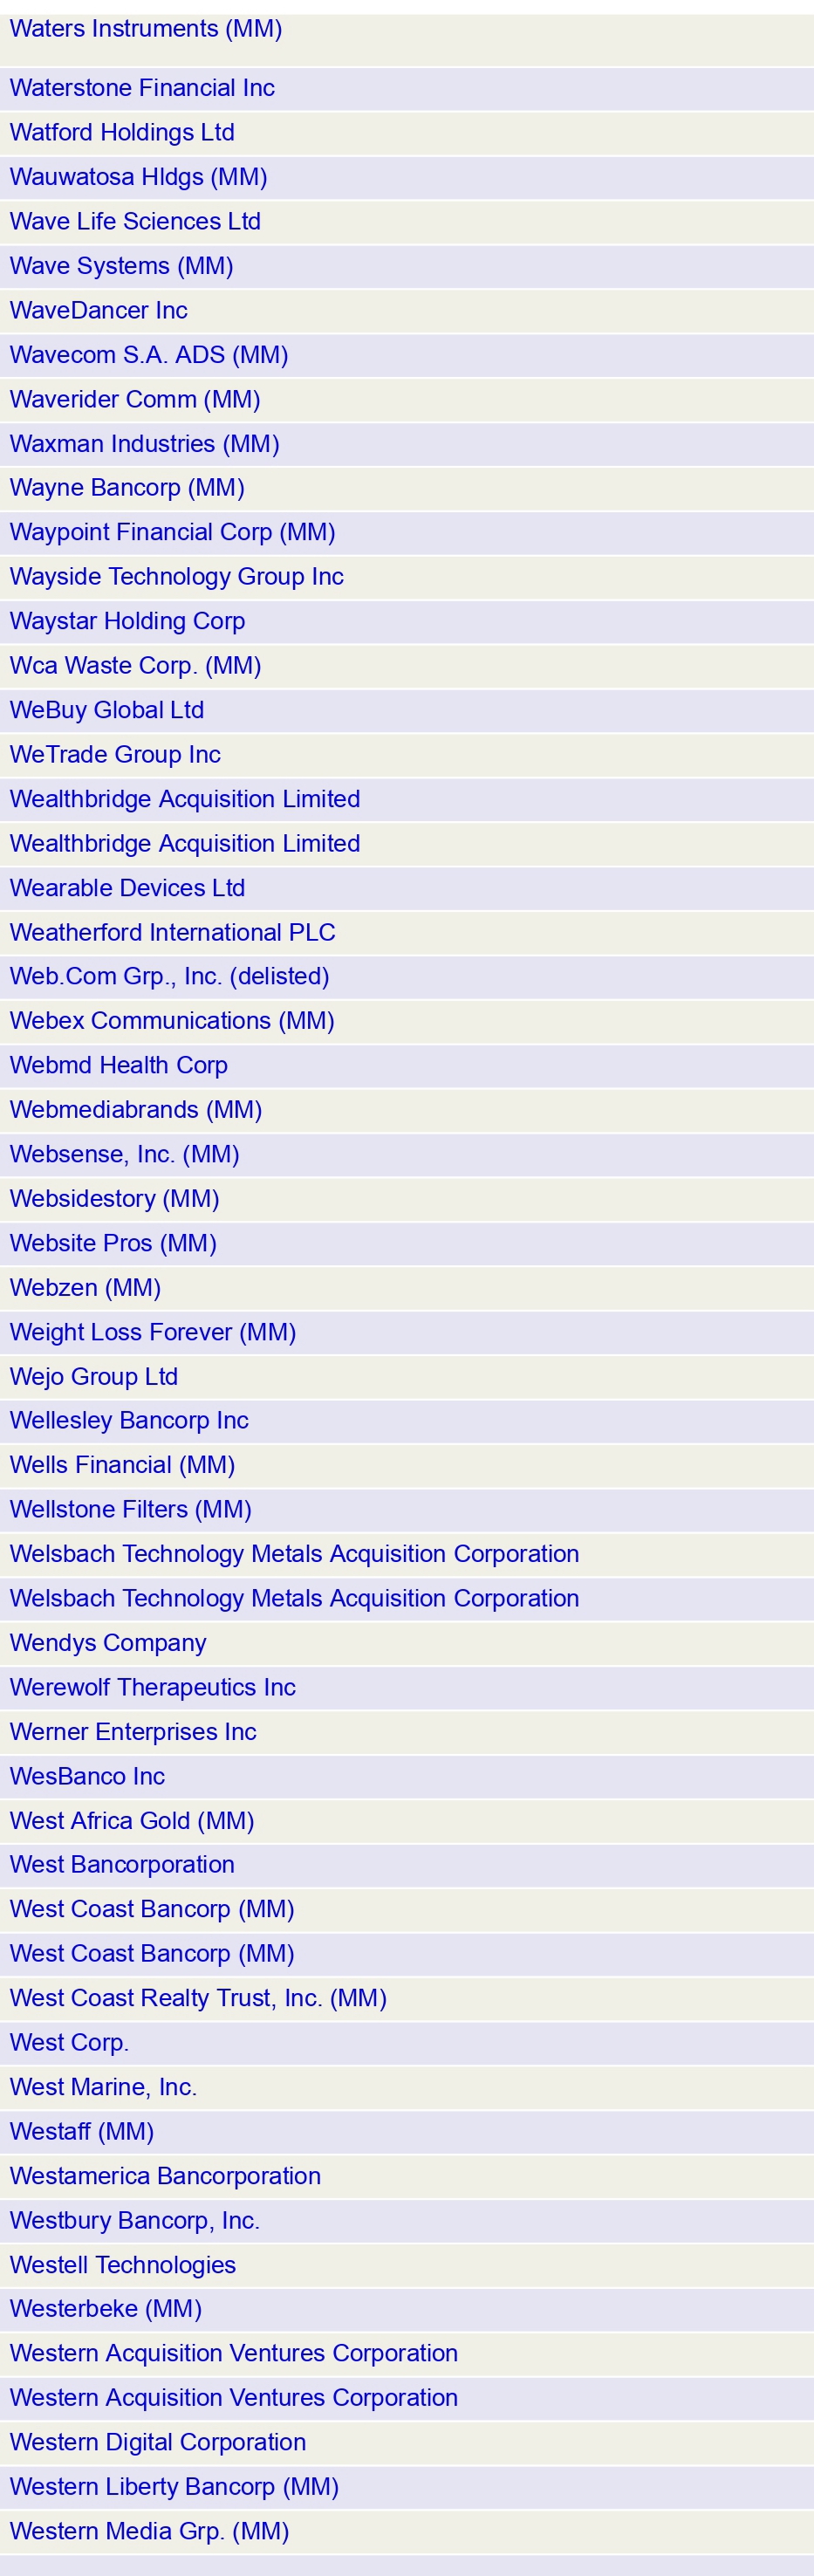 Waters Instruments (MM)
Waterstone Financial Inc
Watford Holdings Ltd
Wauwatosa Hldgs (MM)
Wave Life Sciences Ltd
Wave Systems (MM)
WaveDancer Inc
Wavecom S.A. ADS (MM)
Waverider Comm (MM)
Waxman Industries (MM)
Wayne Bancorp (MM)
Waypoint Financial Corp (MM)
Wayside Technology Group Inc
Waystar Holding Corp
Wca Waste Corp. (MM)
WeBuy Global Ltd
WeTrade Group Inc
Wealthbridge Acquisition Limited
Wealthbridge Acquisition Limited
Wearable Devices Ltd
Weatherford International PLC
Web.Com Grp., Inc. (delisted)
Webex Communications (MM)
Webmd Health Corp
Webmediabrands (MM)
Websense, Inc. (MM)
Websidestory (MM)
Website Pros (MM)
Webzen (MM)
Weight Loss Forever (MM)
Wejo Group Ltd
Wellesley Bancorp Inc
Wells Financial (MM)
Wellstone Filters (MM)
Welsbach Technology Metals Acquisition Corporation
Welsbach Technology Metals Acquisition Corporation
Wendys Company
Werewolf Therapeutics Inc
Werner Enterprises Inc
WesBanco Inc
West Africa Gold (MM)
West Bancorporation
West Coast Bancorp (MM)
West Coast Bancorp (MM)
West Coast Realty Trust, Inc. (MM)
West Corp.
West Marine, Inc.
Westaff (MM)
Westamerica Bancorporation
Westbury Bancorp, Inc.
Westell Technologies
Westerbeke (MM)
Western Acquisition Ventures Corporation
Western Acquisition Ventures Corporation
Western Digital Corporation
Western Liberty Bancorp (MM)
Western Media Grp. (MM)